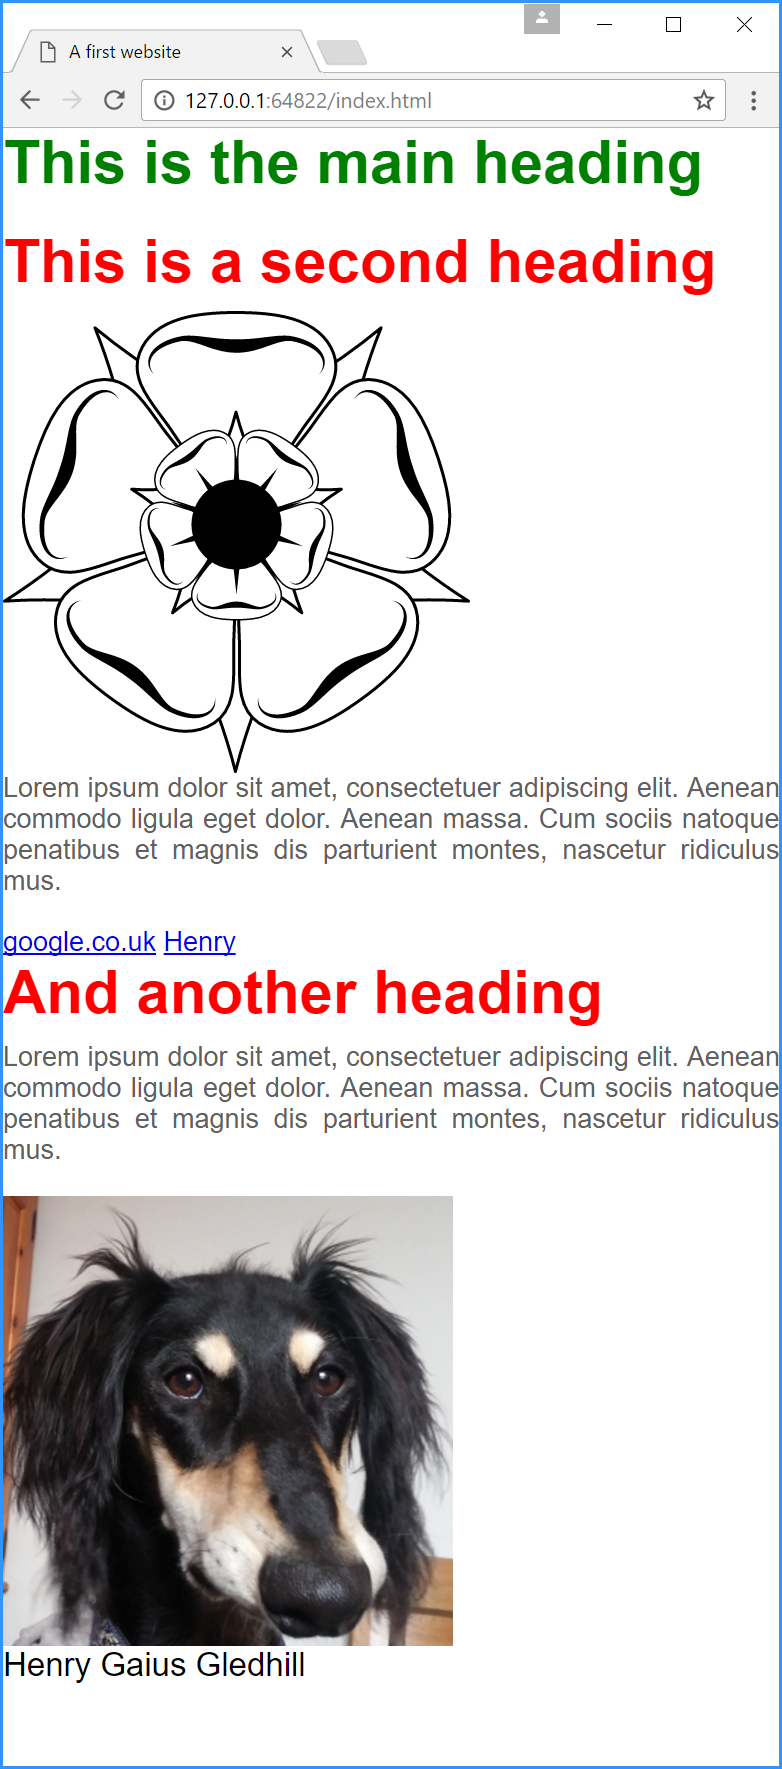 A first website
127.0.0.1:64822/index.html
This is the main heading
This is a second heading
Lorem ipsum dolor sit amet, consectetuer adipiscing elit. Aenean
commodo ligula eget dolor. Aenean massa. Cum sociis natoque
penatibus et magnis dis parturient montes, nascetur ridiculus
mus.
google.co.uk Henry
And another heading
Lorem ipsum dolor sit amet, consectetuer adipiscing elit. Aenean
commodo ligula eget dolor. Aenean massa. Cum sociis natoque
penatibus et magnis dis parturient montes, nascetur ridiculus
mus.
Henry Gaius Gledhill